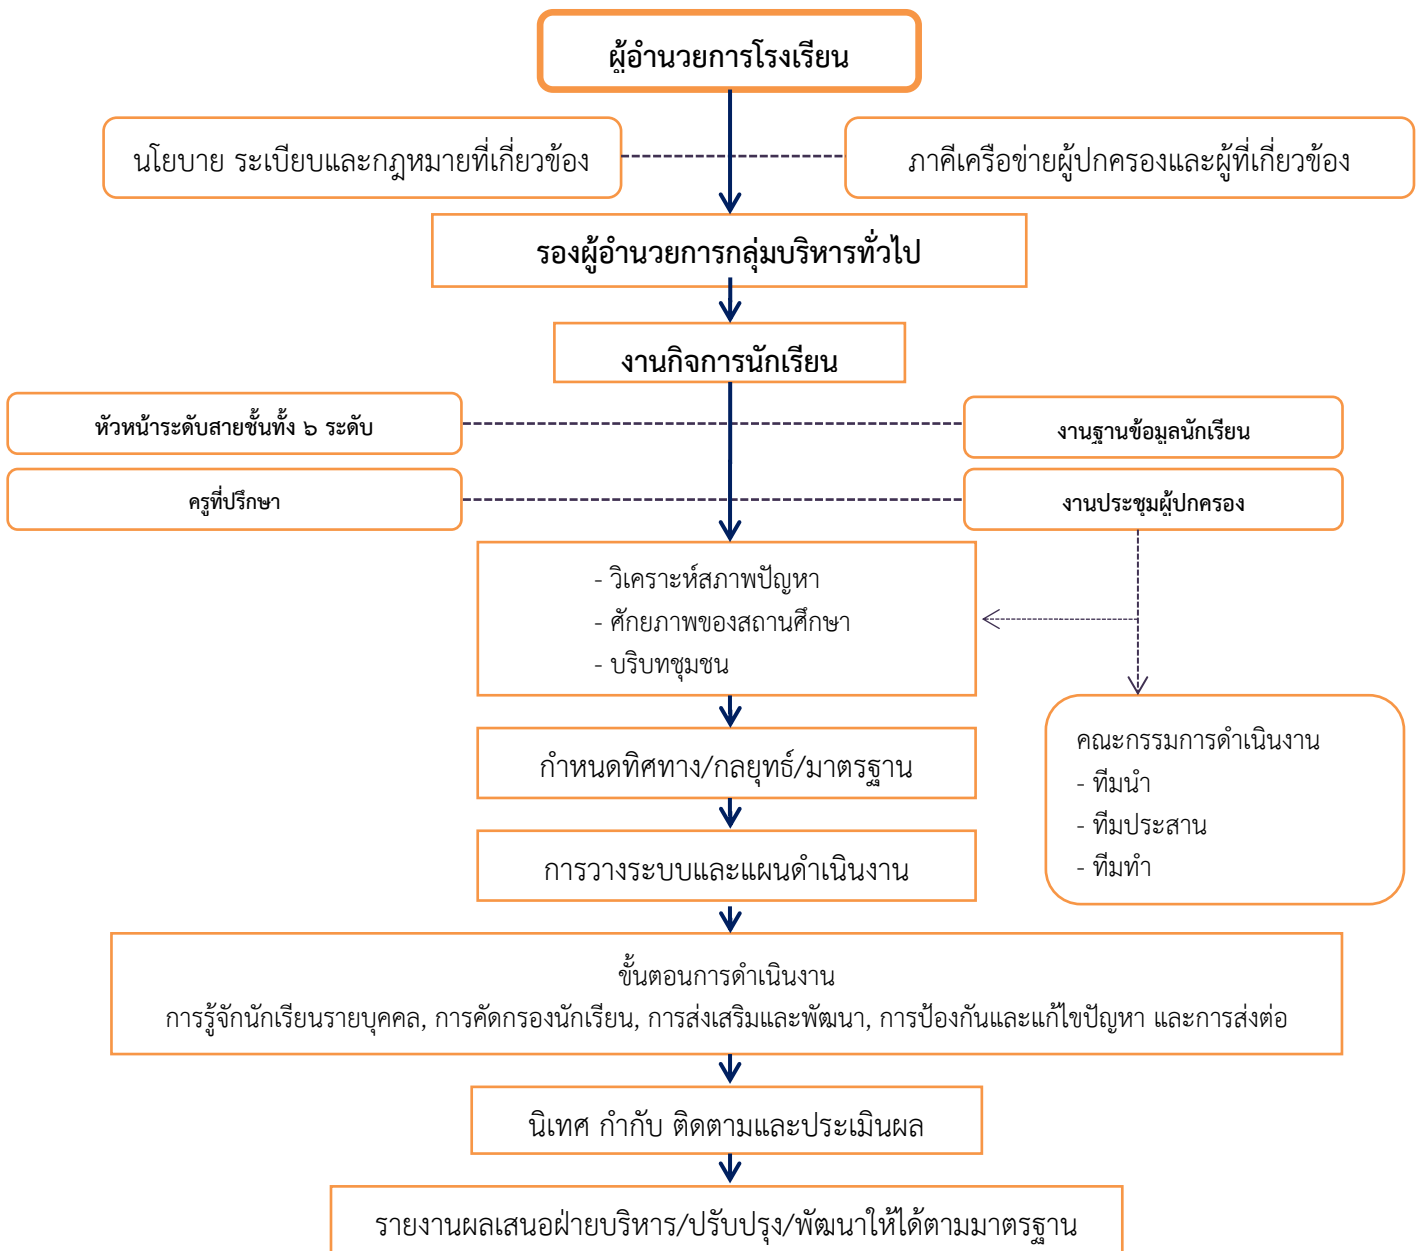 ผู้อำนวยการโรงเรียน
นโยบาย ระเบียบและกฎหมายที่เกี่ยวข้อง
ภาคีเครือข่ายผู้ปกครองและผู้ที่เกี่ยวข้อง
รองผู้อำนวยการกลุ่มบริหารทั่วไป
งานกิจการนักเรียน
หัวหน้าระดับสายชั้นทั้ง ๖ ระดับ
งานฐานข้อมูลนักเรียน
ครูที่ปรึกษา
งานประชุมผู้ปกครอง
- วิเคราะห์สภาพปัญหา
- ศักยภาพของสถานศึกษา
- บริบทชุมชน
คณะกรรมการดำเนินงาน
- ทีมนำ
- ทีมประสาน
- ทีมทำ
กำหนดทิศทาง/กลยุทธ์/มาตรฐาน
การวางระบบและแผนดำเนินงาน
ขั้นตอนการดำเนินงาน
การรู้จักนักเรียนรายบุคคล, การคัดกรองนักเรียน, การส่งเสริมและพัฒนา, การป้องกันและแก้ไขปัญหา และการส่งต่อ
นิเทศ กำกับ ติดตามและประเมินผล
รายงานผลเสนอฝ่ายบริหาร/ปรับปรุง/พัฒนาให้ได้ตามมาตรฐาน